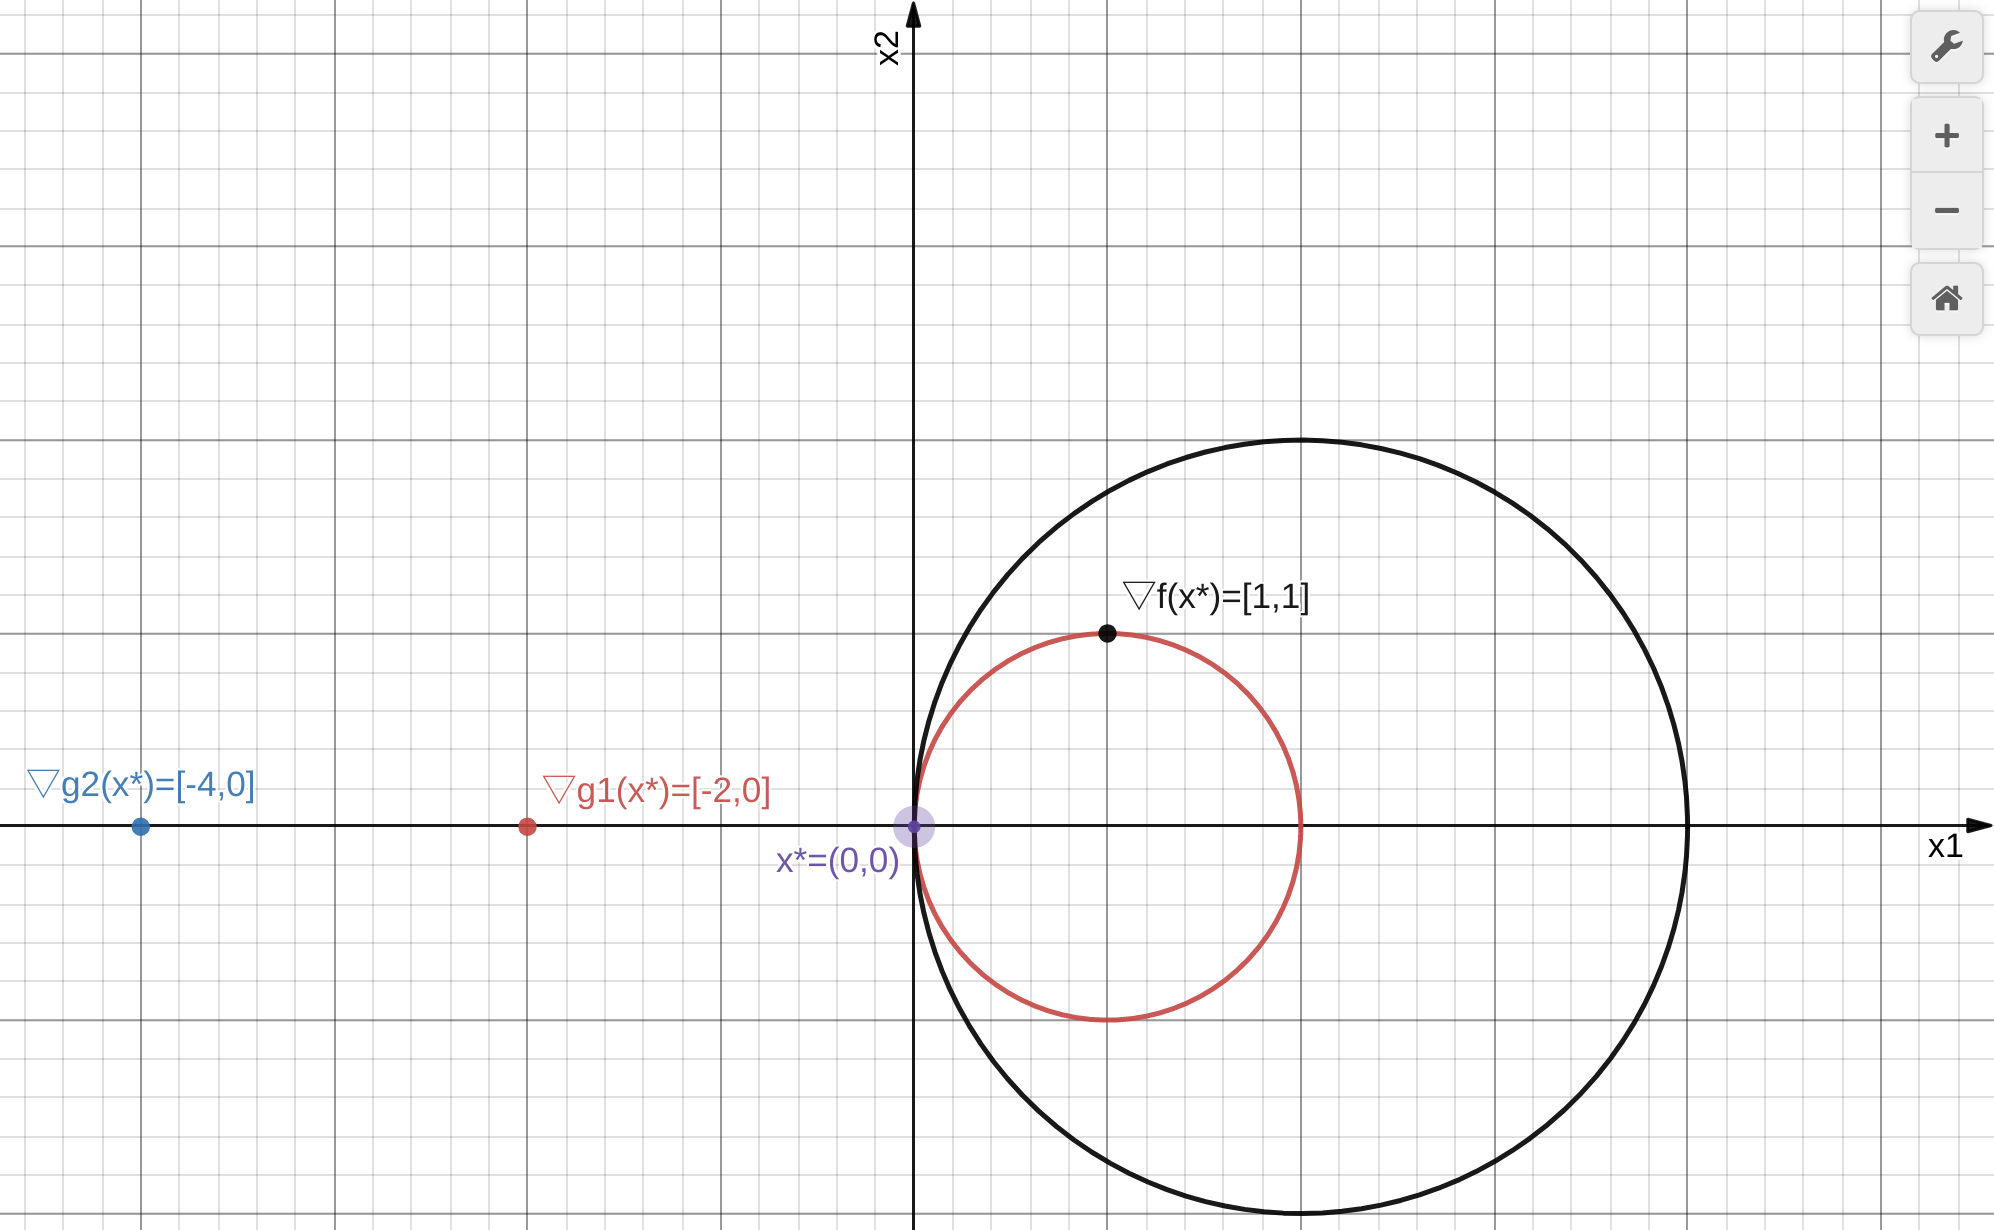 x2
▽f(x*)=[1,1]
▽g2(x*)=[-4,0]
▽g1(x*)=[-2,0]
x1
x*=(0,0)